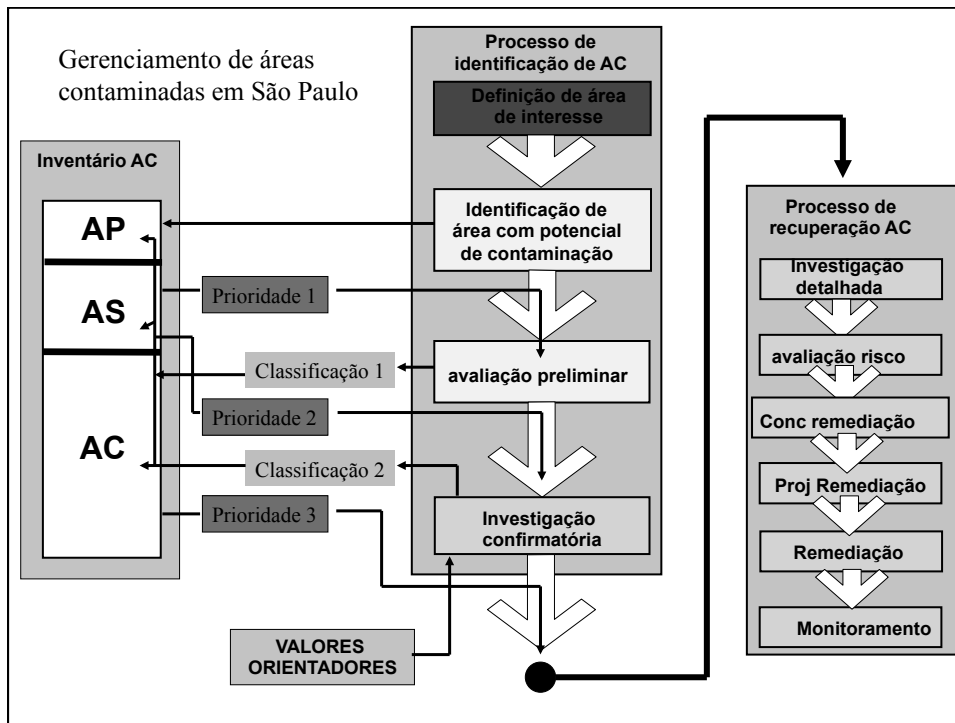 Gerenciamento de áreas
contaminadas em São Paulo
Inventário AC
AP
AS
AC
Prioridade 1
Classificação 1
Prioridade 2
Classificação 2
Prioridade 3
VALORES
ORIENTADORES
Processo de
identificação de AC
Definição de área
de interesse
Identificação de
área com potencial
de contaminação
avaliação preliminar
Investigação
confirmatória
Processo de
recuperação AC
Investigação
detalhada
avaliação risco
Conc remediação
Proj Remediação
Remediação
Monitoramento